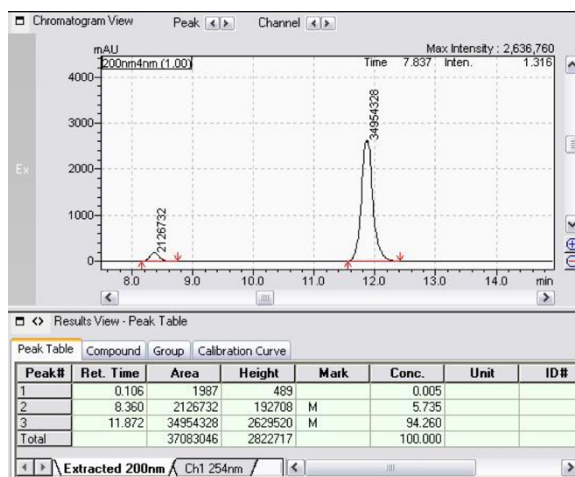 Chromatogram View Peak Channel
mAU Max Intensity : 2,636,760
200nm4nm (1.00) Time 7.837 Inten. 1.316
4000
3000
2000
1000
0
2126732
34954328
Ex
8.0 9.0 10.0 11.0 12.0 13.0 14.0 min
Results View - Peak Table
Peak Table Compound Group Calibration Curve
Peak# Ret. Time Area Height Mark Conc. Unit ID#
1 0.106 1987 489 0.005
2 8.360 2126732 192708 M 5.735
3 11.872 34954328 2629520 M 94.260
Total 37083046 2822717 100.000
Extracted 200nm Ch1 254nm